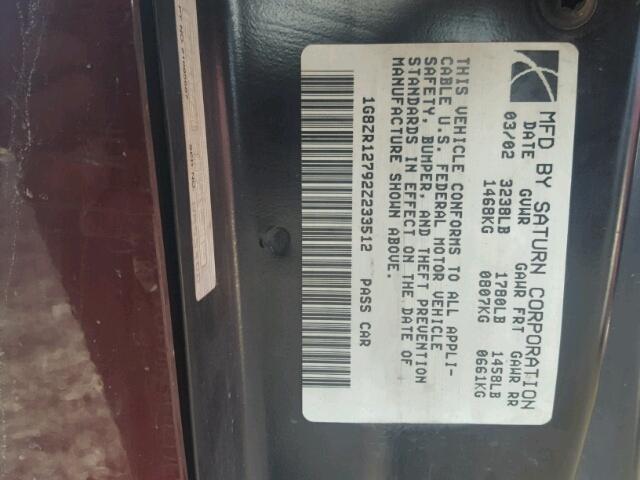 MFD BY SATURN CORPORATION
DATE GVWR GAWR FRT GAWR RR
03/02 3238LB 1780LB 1458LB
1468KG 0807KG 0661KG
THIS VEHICLE CONFORMS TO ALL APPLI-
CABLE U.S. FEDERAL MOTOR VEHICLE
SAFETY, BUMPER, AND THEFT PREVENTION
STANDARDS IN EFFECT ON THE DATE OF
MANUFACTURE SHOWN ABOVE.
1G8ZR12792Z233512 PASS CAR